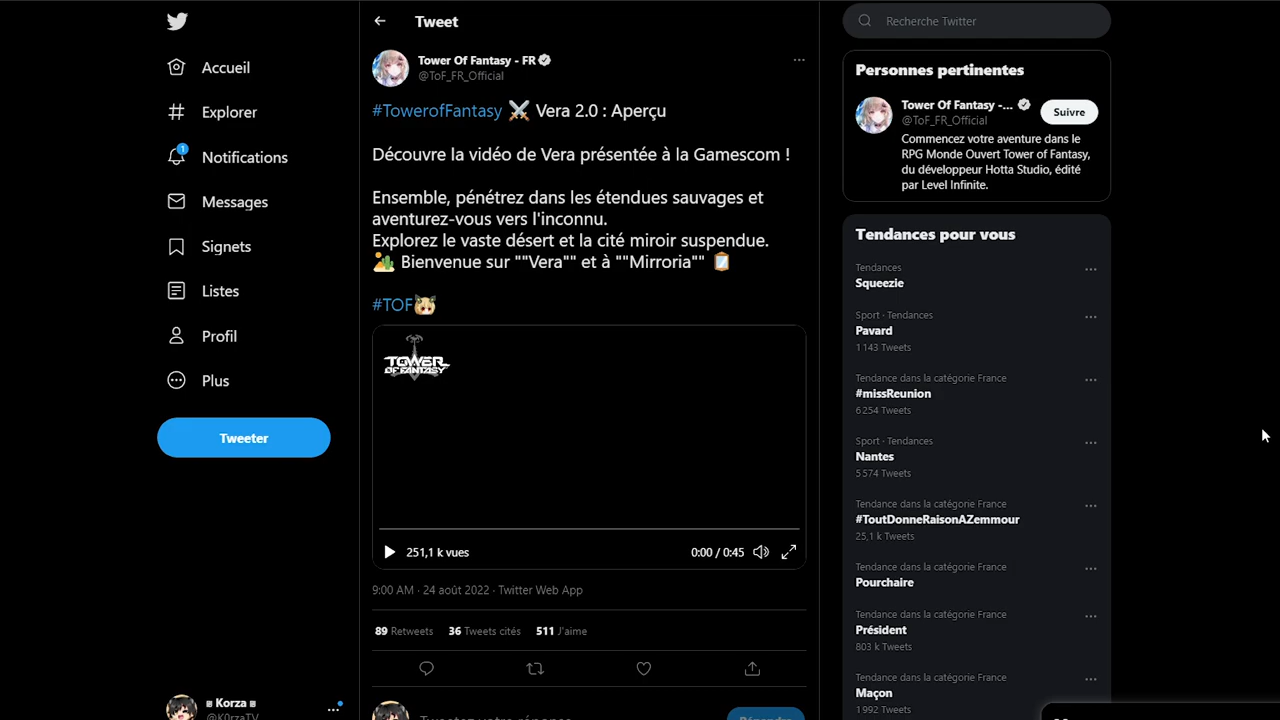 Accueil
Explorer
1
Notifications
Messages
Signets
Listes
Profil
Plus
Tweeter
Korza
@K0rzaTV
Tweet
Tower Of Fantasy - FR
@ToF_FR_Official
#TowerofFantasy ⚔️ Vera 2.0 : Aperçu
Découvre la vidéo de Vera présentée à la Gamescom !
Ensemble, pénétrez dans les étendues sauvages et
aventurez-vous vers l'inconnu.
Explorez le vaste désert et la cité miroir suspendue.
🏜️ Bienvenue sur ""Vera"" et à ""Mirroria"" 🪞
#TOF
TOWER
OF FANTASY
251,1 k vues
0:00 / 0:45
9:00 AM · 24 août 2022 · Twitter Web App
89 Retweets 36 Tweets cités 511 J'aime
Tweetez votre réponse
Répondre
Recherche Twitter
Personnes pertinentes
Tower Of Fantasy -...
@ToF_FR_Official
Suivre
Commencez votre aventure dans le
RPG Monde Ouvert Tower of Fantasy,
du développeur Hotta Studio, édité
par Level Infinite.
Tendances pour vous
Tendances
Squeezie
Sport · Tendances
Pavard
1 143 Tweets
Tendance dans la catégorie France
#missReunion
6 254 Tweets
Sport · Tendances
Nantes
5 574 Tweets
Tendance dans la catégorie France
#ToutDonneRaisonAZemmour
25,1 k Tweets
Tendance dans la catégorie France
Pourchaire
Tendance dans la catégorie France
Président
803 k Tweets
Tendance dans la catégorie France
Maçon
1 992 Tweets